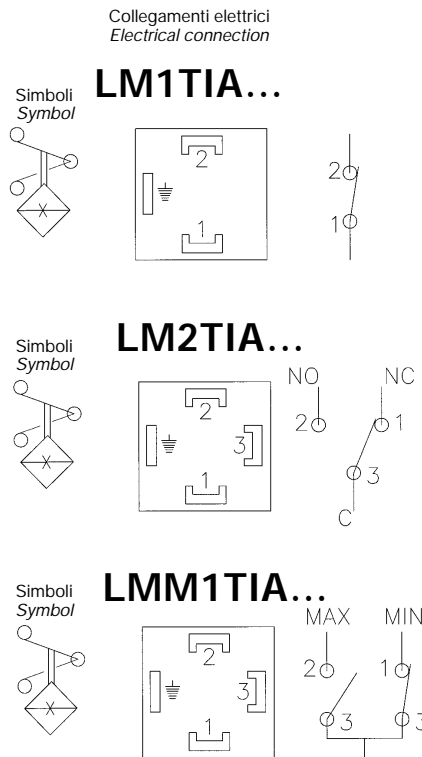 Collegamenti elettrici
Electrical connection
LM1TIA...
Simboli
Symbol
2
1
2
1
LM2TIA...
Simboli
Symbol
2
3
1
NO NC
2 1
3
C
LMM1TIA...
Simboli
Symbol
2
3
1
MAX MIN
2 1
3 3